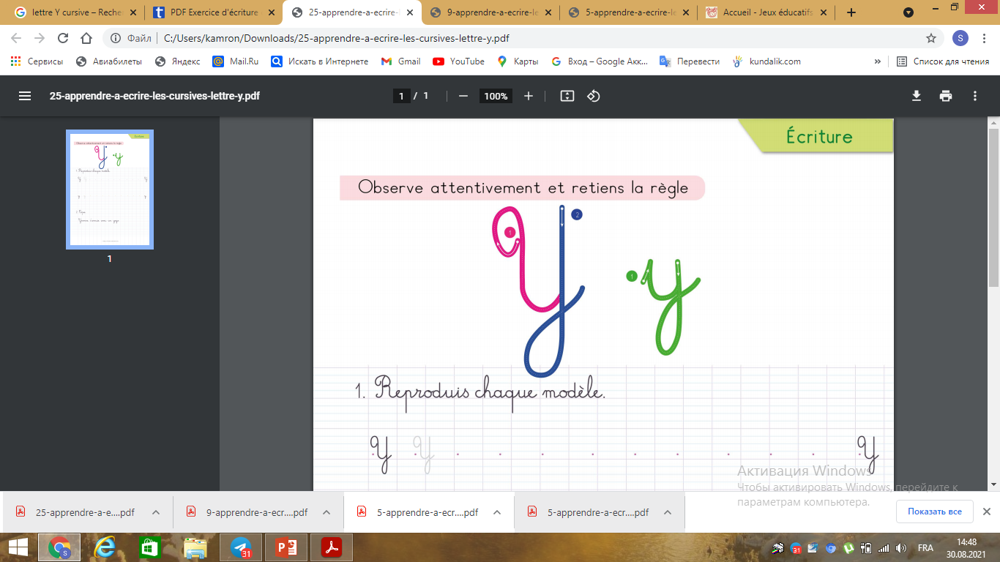 lettre Y cursive – Reche
PDF Exercice d'écriture
25-apprendre-a-ecrire-l
9-apprendre-a-ecrire-le
5-apprendre-a-ecrire-le
Accueil - Jeux éducatifs
Файл
C:/Users/kamron/Downloads/25-apprendre-a-ecrire-les-cursives-lettre-y.pdf
S
Сервисы
Авиабилеты
Яндекс
Mail.Ru
Искать в Интернете
Gmail
YouTube
Карты
Вход – Google Акк...
Перевести
kundalik.com
»
Список для чтения
25-apprendre-a-ecrire-les-cursives-lettre-y.pdf
1 / 1
100%
1
Écriture
Observe attentivement et retiens la règle
1
2
Y
1
y
1. Reproduis chaque modèle.
Y Y Y
Активация Windows
Чтобы активировать Windows, перейдите к
параметрам компьютера.
25-apprendre-a-e....pdf
9-apprendre-a-ecr....pdf
5-apprendre-a-ecr....pdf
5-apprendre-a-ecr....pdf
Показать все
31
31
FRA
14:48
30.08.2021